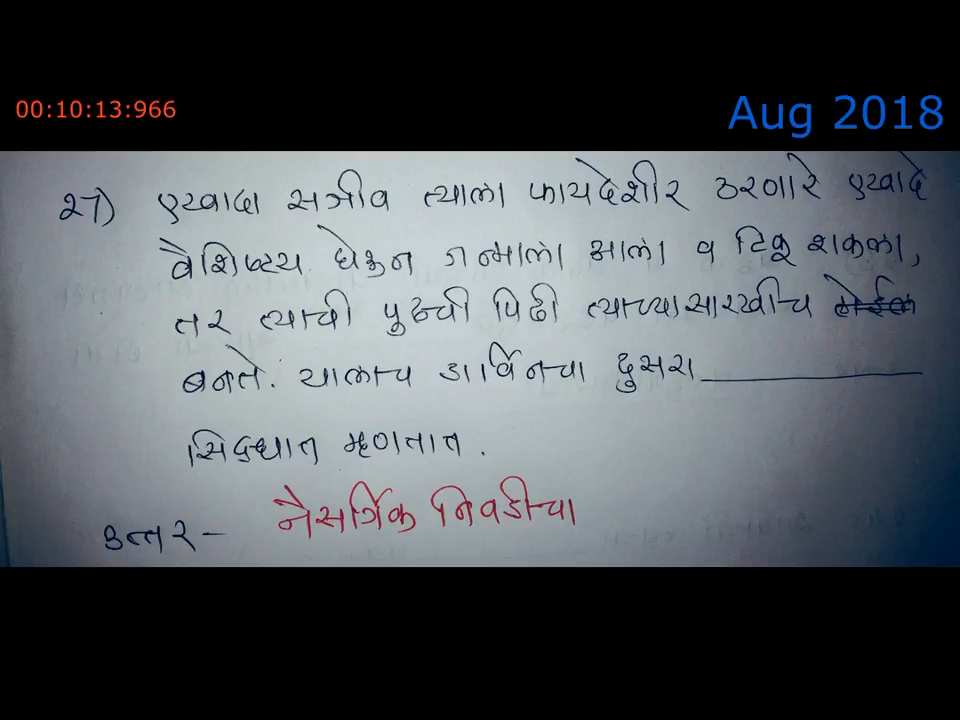 00:10:13:966
Aug 2018
२७) एखादा सजीव त्याला फायदेशीर ठरणारे एखादे
वैशिष्ट्य घेऊन जन्माला आला व टिकू शकला,
तर त्याची पुढची पिढी त्याच्यासारखीच
बनते. यालाच डार्विनचा दुसरा
सिद्धांत म्हणतात.
नैसर्गिक निवडीचा
उत्तर -